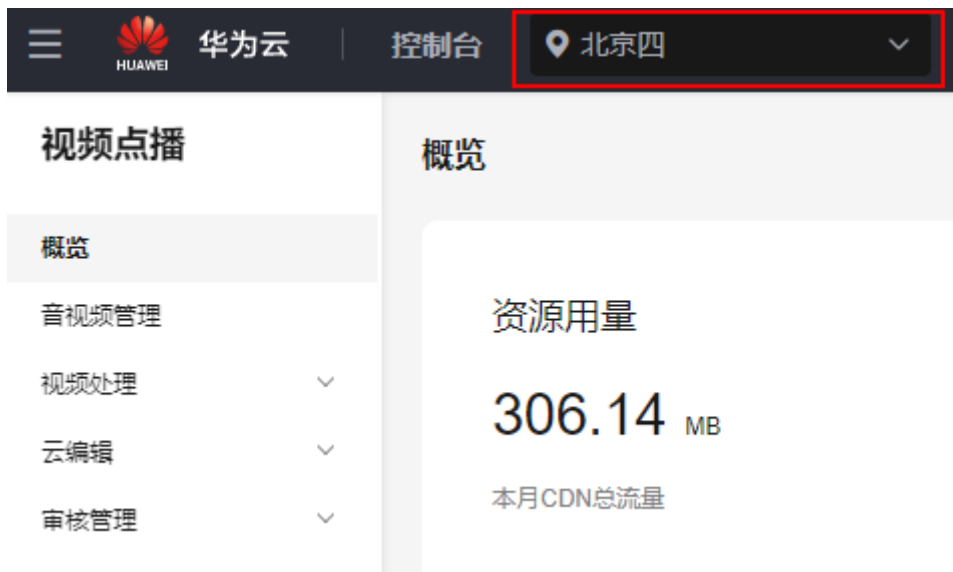 HUAWEI 华为云 控制台 北京四
视频点播
概览
音视频管理
视频处理
云编辑
审核管理
概览
资源用量
306.14 MB
本月CDN总流量